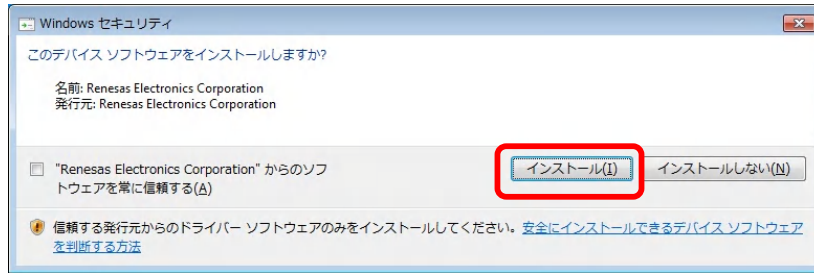 Windows セキュリティ
このデバイス ソフトウェアをインストールしますか?
名前: Renesas Electronics Corporation
発行元: Renesas Electronics Corporation
"Renesas Electronics Corporation" からのソフ
トウェアを常に信頼する(A)
インストール(I)
インストールしない(N)
信頼する発行元からのドライバー ソフトウェアのみをインストールしてください。安全にインストールできるデバイス ソフトウェア
を判断する方法